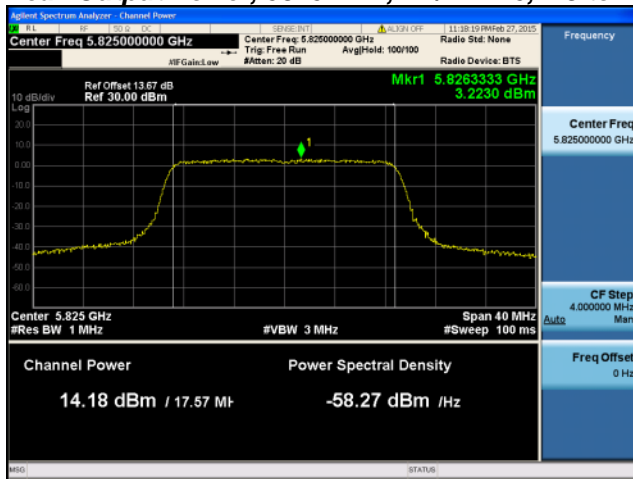 Agilent Spectrum Analyzer - Channel Power
RL RF 50 Ω DC SENSE:INT ALIGN OFF 11:18:19 PM Feb 27, 2015
Center Freq 5.825000000 GHz
Center Freq: 5.825000000 GHz
Radio Std: None
Trig: Free Run Avg|Hold: 100/100
#IFGain:Low #Atten: 20 dB Radio Device: BTS
Frequency
Mkr1 5.8263333 GHz
3.2230 dBm
Ref Offset 13.67 dB
10 dB/div Ref 30.00 dBm
Log
20.0
10.0
0.00
-10.0
-20.0
-30.0
-40.0
-50.0
-60.0
1
Center 5.825 GHz Span 40 MHz
#Res BW 1 MHz #VBW 3 MHz #Sweep 100 ms
Channel Power
14.18 dBm / 17.57 MH
Power Spectral Density
-58.27 dBm /Hz
Center Freq
5.825000000 GHz
CF Step
4.000000 MHz
Auto Man
Freq Offset
0 Hz
MSG STATUS